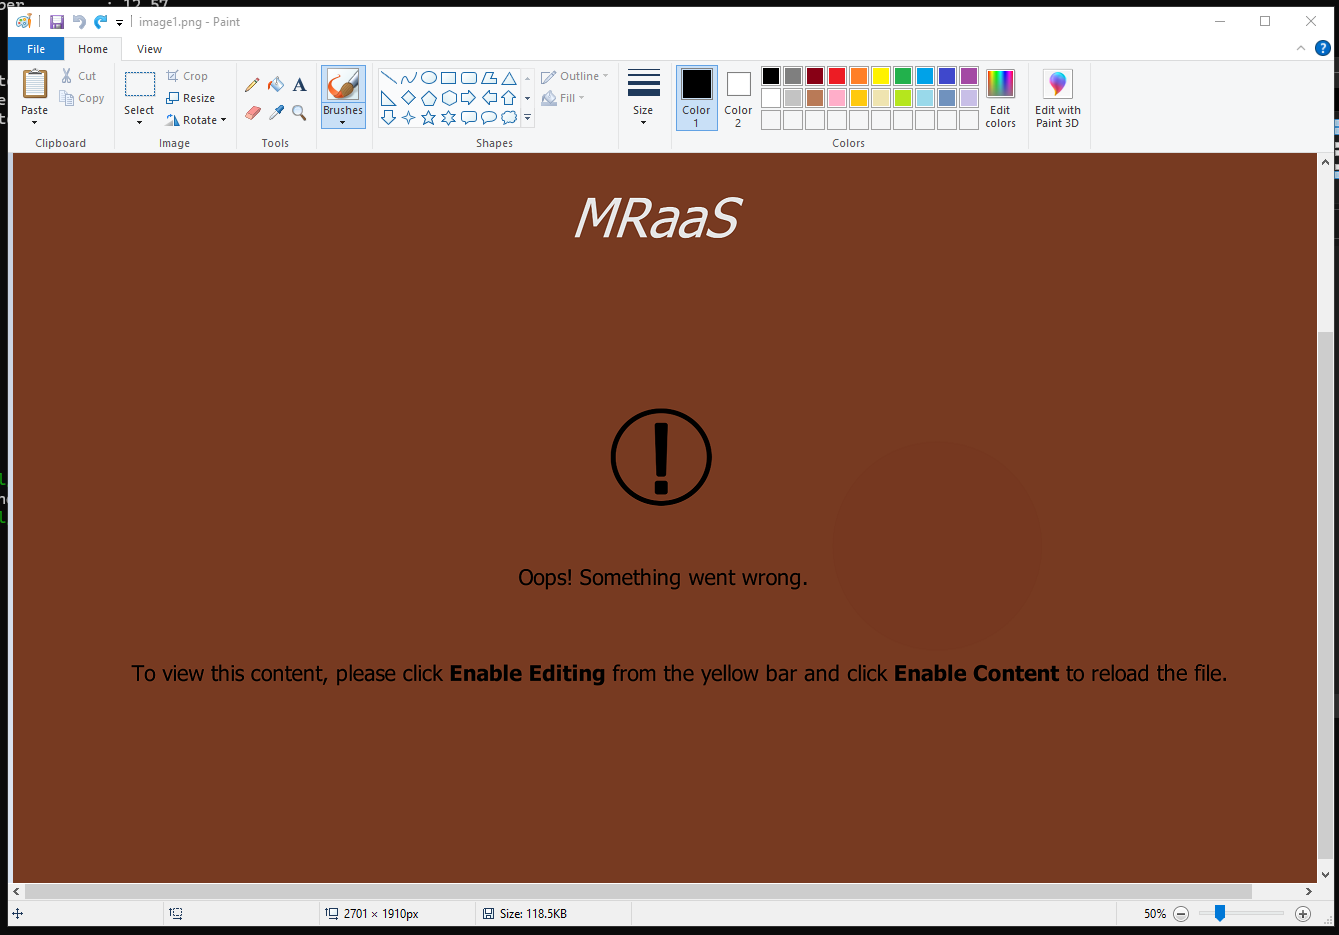 : 12.57
image1.png - Paint
File Home View
Paste
Cut
Copy
Clipboard
Select
Crop
Resize
Rotate
Image
Tools
Brushes
Shapes
Outline
Fill
Size
Color 1
Color 2
Colors
Edit colors
Edit with Paint 3D
MRaaS
!
Oops! Something went wrong.
To view this content, please click Enable Editing from the yellow bar and click Enable Content to reload the file.
2701 × 1910px
Size: 118.5KB
50%